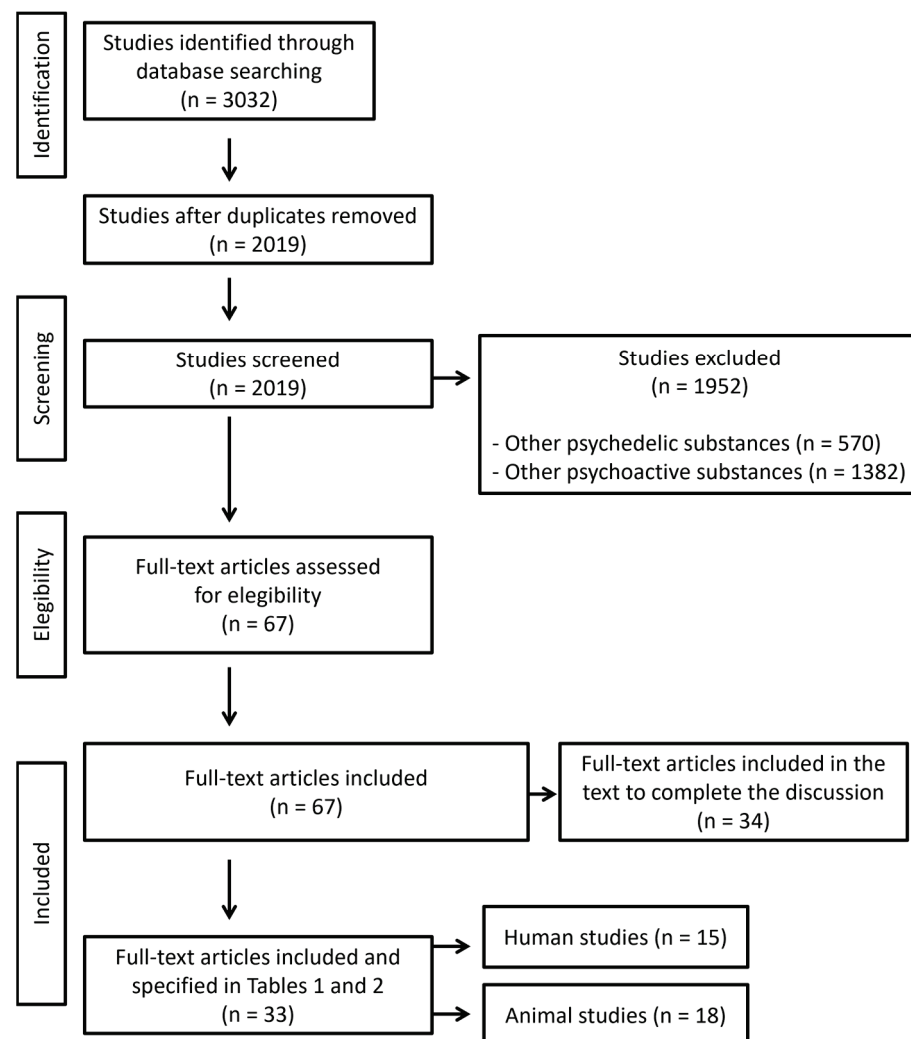 Identification
Studies identified through
database searching
(n = 3032)
Studies after duplicates removed
(n = 2019)
Screening
Studies screened
(n = 2019)
Studies excluded
(n = 1952)
- Other psychedelic substances (n = 570)
- Other psychoactive substances (n = 1382)
Elegibility
Full-text articles assessed
for elegibility
(n = 67)
Included
Full-text articles included
(n = 67)
Full-text articles included in the
text to complete the discussion
(n = 34)
Full-text articles included and
specified in Tables 1 and 2
(n = 33)
Human studies (n = 15)
Animal studies (n = 18)